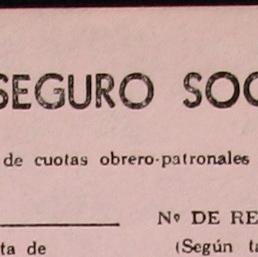 SEGURO SOC
de cuotas obrero-patronales
Nº DE RE
ta de (Según ta